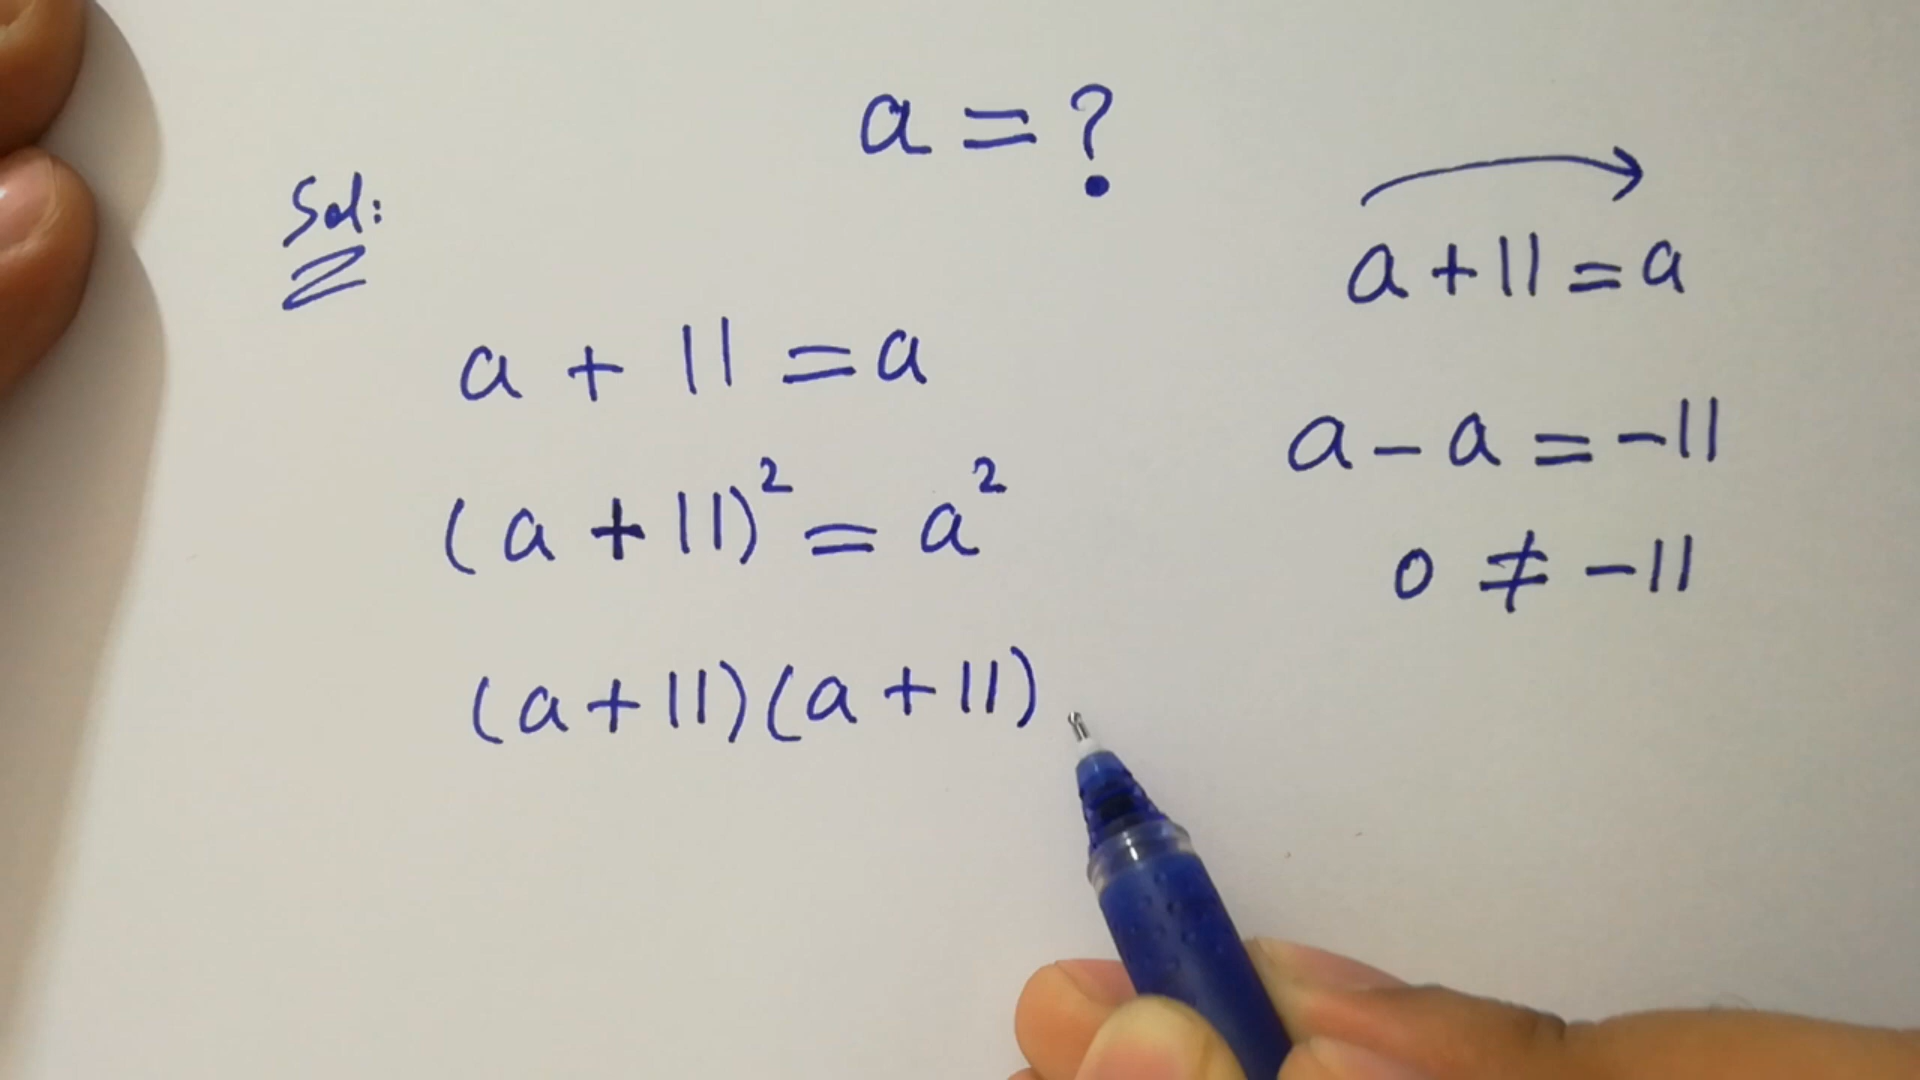 a = ?
Sol:
a + 11 = a
(a + 11)² = a²
(a + 11)(a + 11)
a + 11 = a
a - a = -11
0 ≠ -11